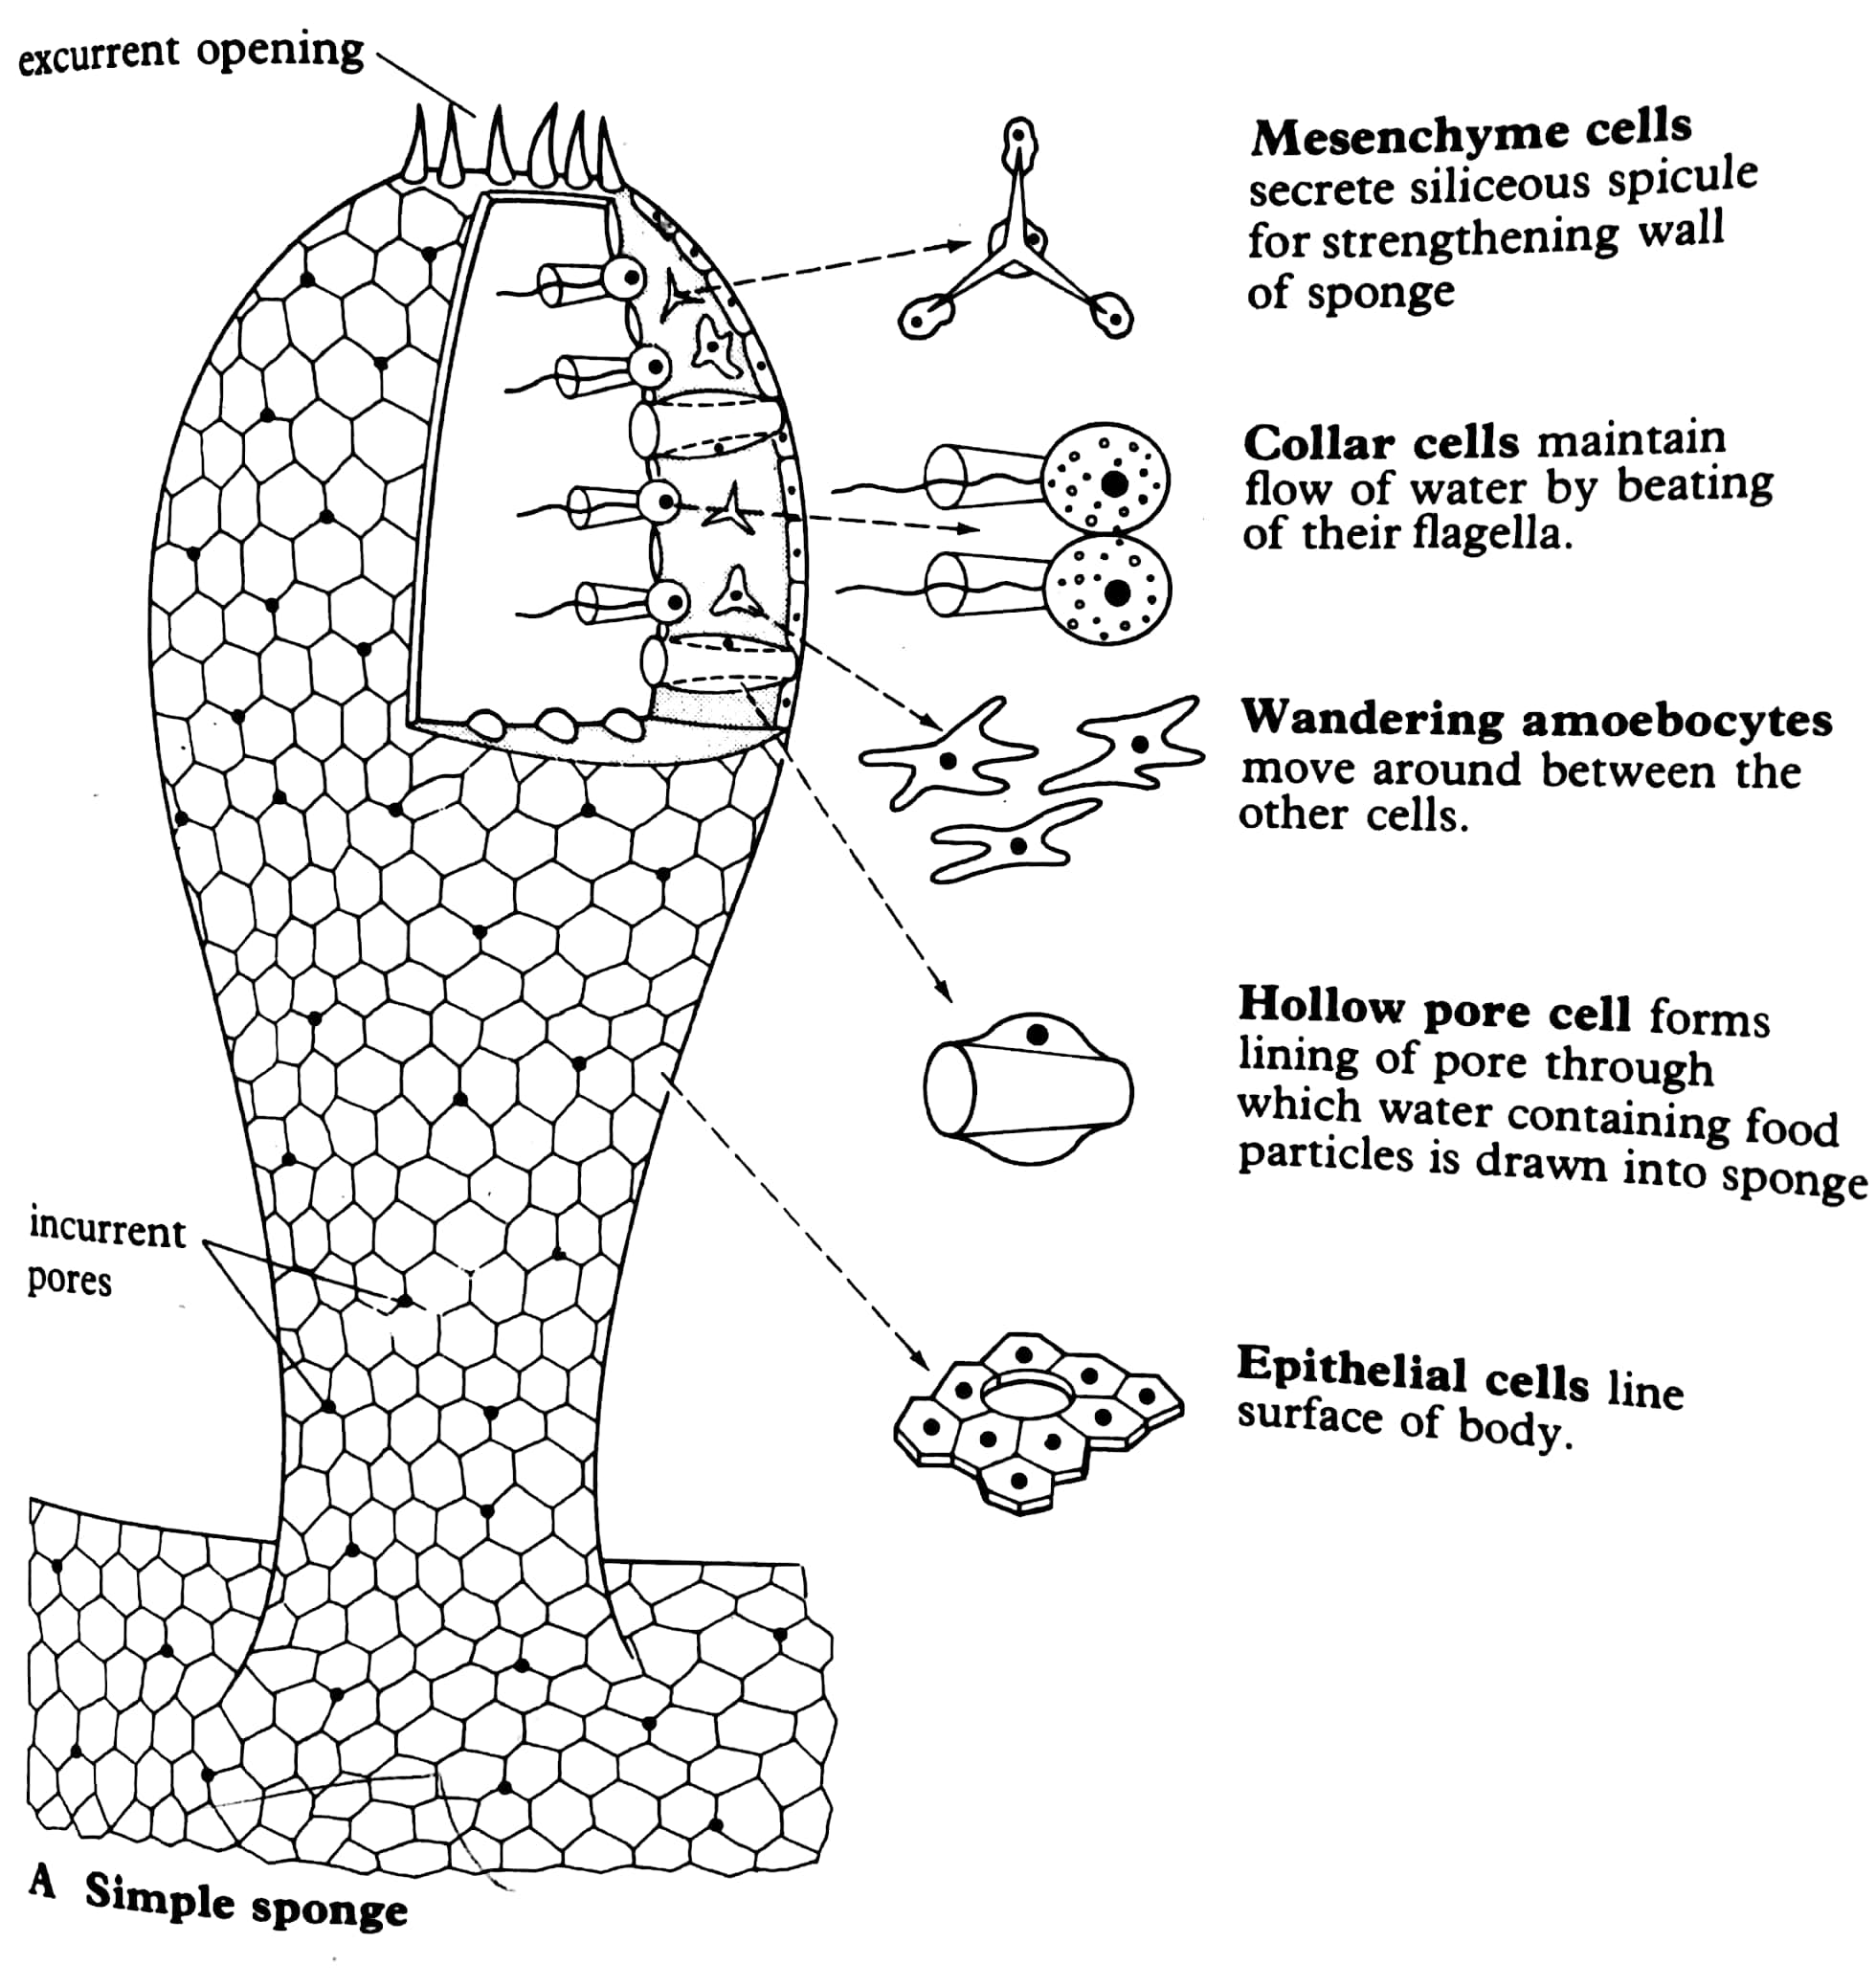 excurrent opening
Mesenchyme cells
secrete siliceous spicule
for strengthening wall
of sponge
Collar cells maintain
flow of water by beating
of their flagella.
Wandering amoebocytes
move around between the
other cells.
Hollow pore cell forms
lining of pore through
which water containing food
particles is drawn into sponge
incurrent
pores
Epithelial cells line
surface of body.
A Simple sponge